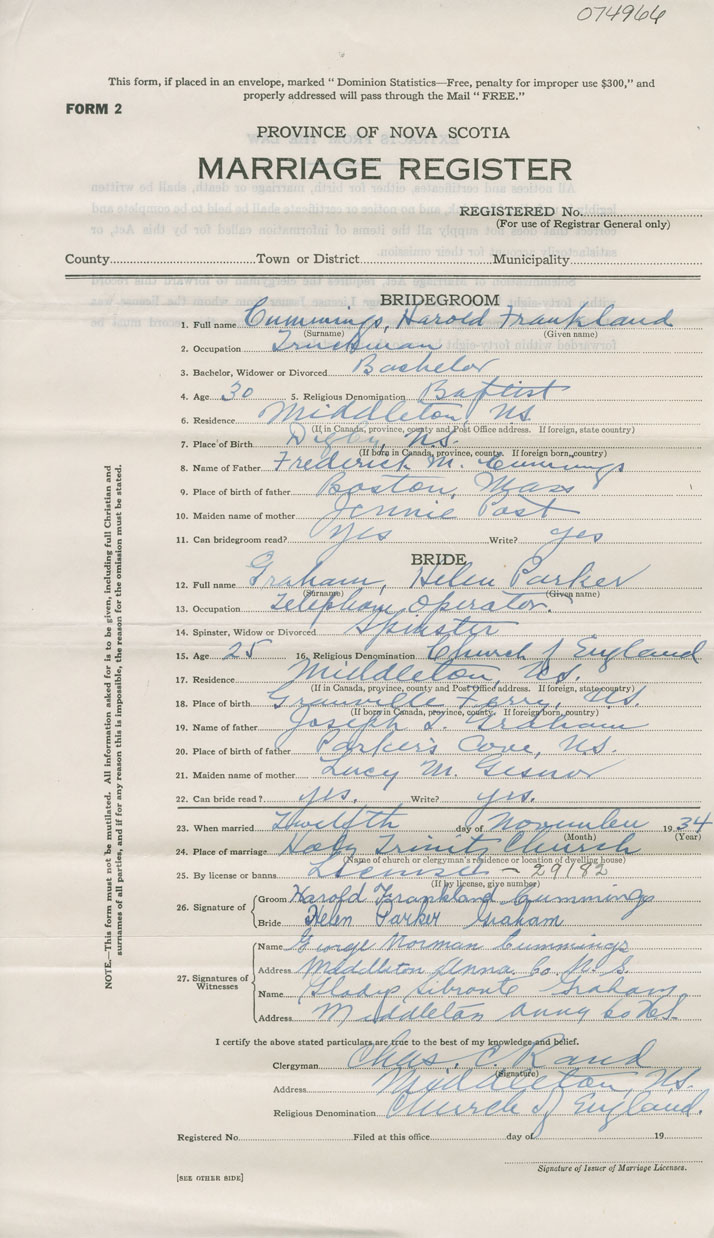 074966
This form, if placed in an envelope, marked "Dominion Statistics—Free, penalty for improper use $300," and
properly addressed will pass through the Mail "FREE."
FORM 2
PROVINCE OF NOVA SCOTIA
MARRIAGE REGISTER
REGISTERED No.
(For use of Registrar General only)
County Town or District Municipality
BRIDEGROOM
1. Full name Cummings, Harold Frankland
(Surname) (Given name)
2. Occupation Truckman
3. Bachelor, Widower or Divorced Bachelor
4. Age 30 5. Religious Denomination Baptist
6. Residence Middleton, N.S.
(If in Canada, province, county and Post Office address. If foreign, state country)
7. Place of Birth Digby, N.S.
(If born in Canada, province, county. If foreign born, country)
8. Name of Father Frederick M. Cummings
9. Place of birth of father Boston, Mass
10. Maiden name of mother Jennie Post
11. Can bridegroom read? Yes Write? yes
BRIDE
12. Full name Graham, Helen Parker
(Surname) (Given name)
13. Occupation Telephone Operator.
14. Spinster, Widow or Divorced Spinster
15. Age 25 16. Religious Denomination Church of England
17. Residence Middleton, N.S.
(If in Canada, province, county and Post Office address. If foreign, state country)
18. Place of birth Granville Ferry, N.S.
(If born in Canada, province, county. If foreign born, country)
19. Name of father Joseph Graham
20. Place of birth of father Parker's Cove, N.S.
21. Maiden name of mother Lucy M. Gesnor
22. Can bride read? yes. Write? yes.
23. When married Twelfth day of November 1934
(Month) (Year)
24. Place of marriage Holy Trinity Church
(Name of church or clergyman's residence or location of dwelling house)
25. By license or banns License - 29182
(If by license, give number)
26. Signature of
Groom Harold Frankland Cummings
Bride Helen Parker Graham
27. Signatures of Witnesses
Name George Norman Cummings
Address Middleton Anna Co. N.S.
Name Gladys Graham
Address Middleton Anna Co N.S.
I certify the above stated particulars are true to the best of my knowledge and belief.
Clergyman Chas. C. Rand
(Signature)
Address Middleton, N.S.
Religious Denomination Church of England.
Registered No. Filed at this office day of 19
Signature of Issuer of Marriage Licenses.
[SEE OTHER SIDE]
NOTE.—This form must not be mutilated. All information asked for is to be given, including full Christian and
surnames of all parties, and if for any reason this is impossible, the reason for the omission must be stated.